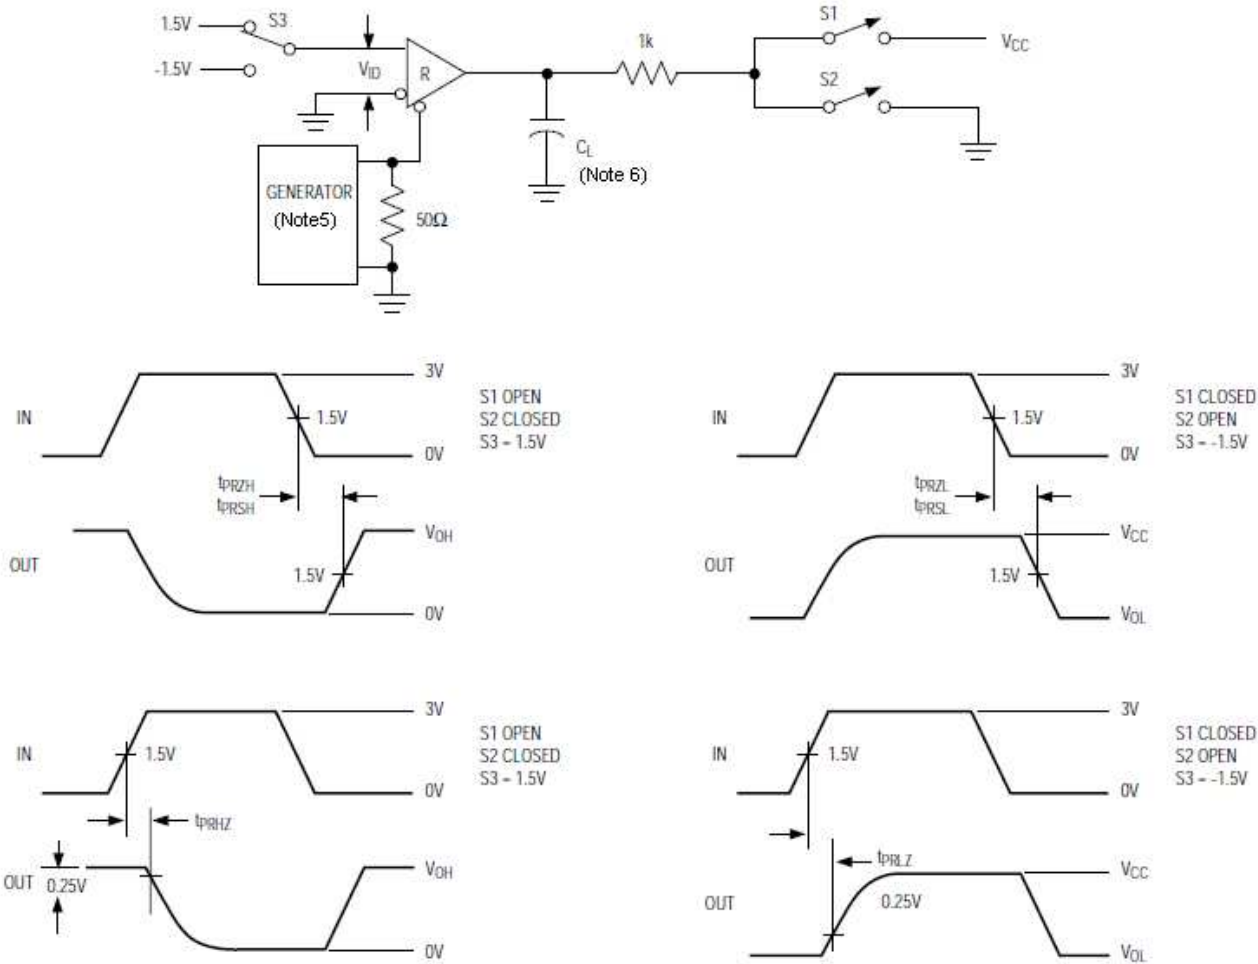 1.5V
S3
-1.5V
VID
R
1k
S1
VCC
S2
CL
(Note 6)
GENERATOR
(Note5)
50Ω
IN
3V
1.5V
0V
S1 OPEN
S2 CLOSED
S3 = 1.5V
tPRZH
tPRSH
OUT
VOH
1.5V
0V
IN
3V
1.5V
0V
S1 CLOSED
S2 OPEN
S3 = -1.5V
tPRZL
tPRSL
OUT
VCC
1.5V
VOL
IN
3V
1.5V
0V
S1 OPEN
S2 CLOSED
S3 = 1.5V
tPRHZ
OUT
0.25V
VOH
0V
IN
3V
1.5V
0V
S1 CLOSED
S2 OPEN
S3 = -1.5V
tPRLZ
OUT
VCC
0.25V
VOL